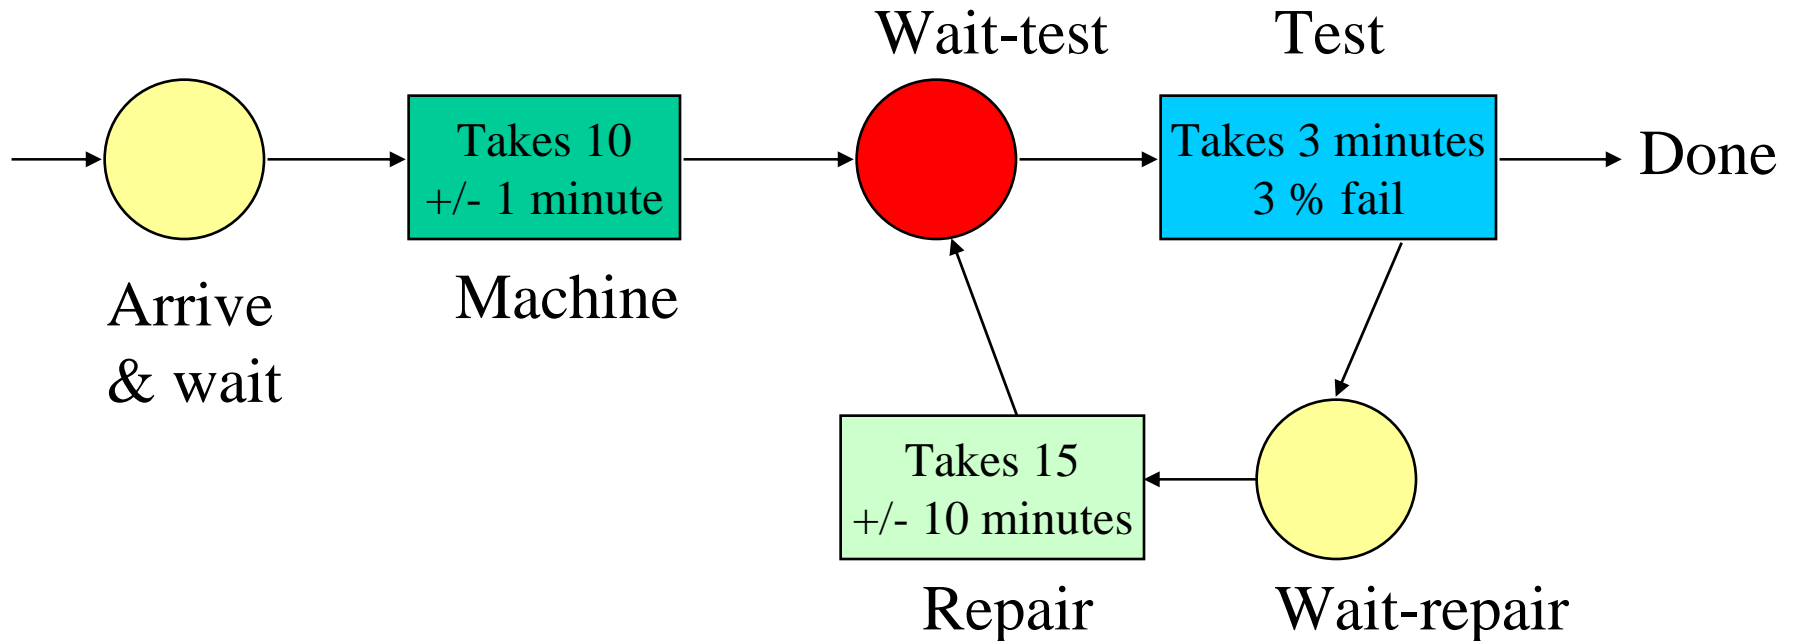 Wait-test
Test
Takes 10
+/- 1 minute
Takes 3 minutes
3 % fail
Done
Arrive
& wait
Machine
Takes 15
+/- 10 minutes
Repair
Wait-repair